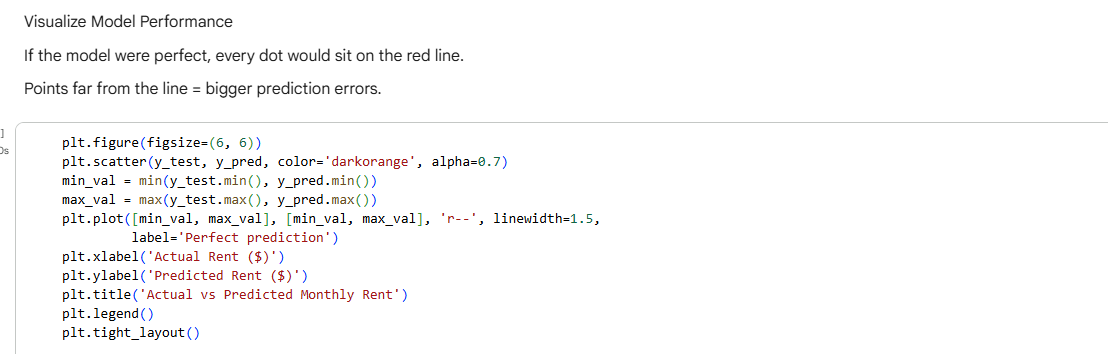 Visualize Model Performance
If the model were perfect, every dot would sit on the red line.
Points far from the line = bigger prediction errors.
]
0s
plt.figure(figsize=(6, 6))
plt.scatter(y_test, y_pred, color='darkorange', alpha=0.7)
min_val = min(y_test.min(), y_pred.min())
max_val = max(y_test.max(), y_pred.max())
plt.plot([min_val, max_val], [min_val, max_val], 'r--', linewidth=1.5,
         label='Perfect prediction')
plt.xlabel('Actual Rent ($)')
plt.ylabel('Predicted Rent ($)')
plt.title('Actual vs Predicted Monthly Rent')
plt.legend()
plt.tight_layout()